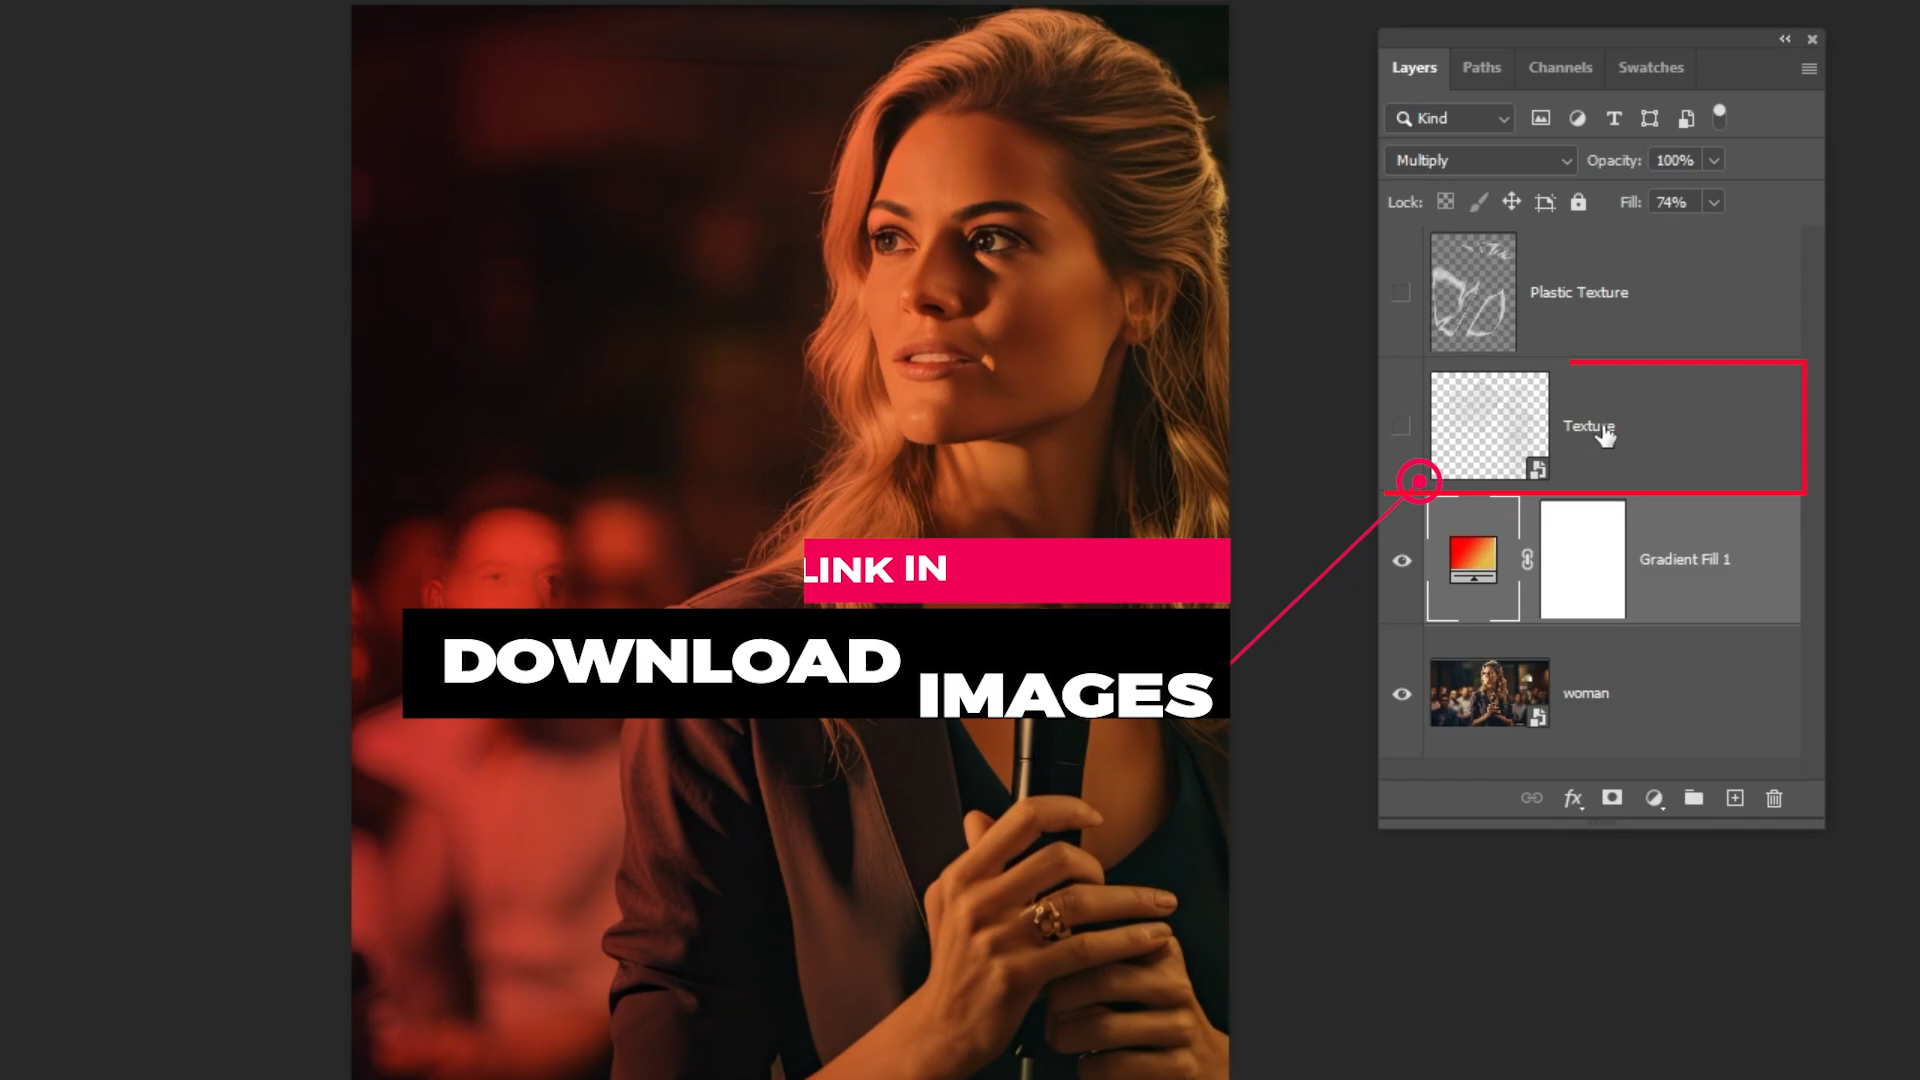 Layers Paths Channels Swatches
Kind
Multiply Opacity: 100%
Lock: Fill: 74%
Plastic Texture
Texture
Gradient Fill 1
woman
fx
LINK IN
DOWNLOAD IMAGES